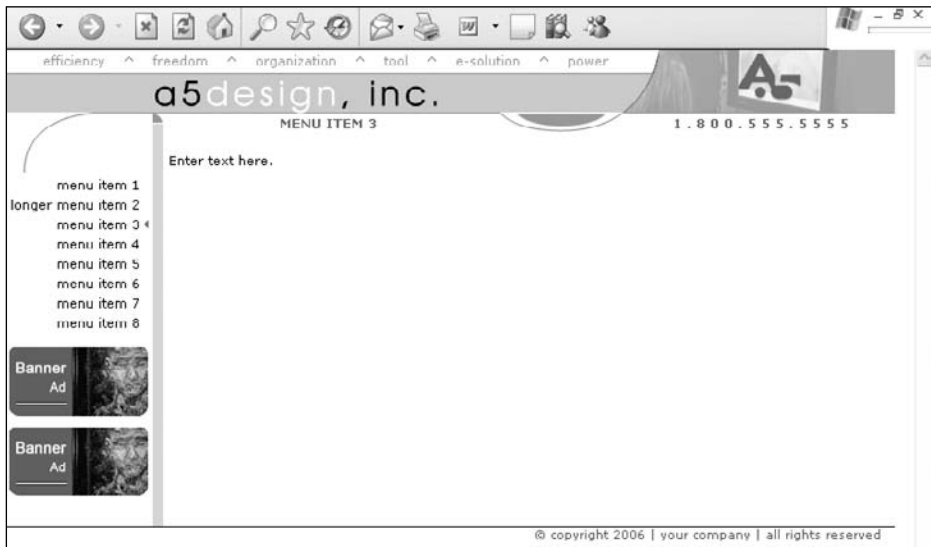 efficiency ^ freedom ^ organization ^ tool ^ e-solution ^ power
A5
a5design, inc.
MENU ITEM 3
1.800.555.5555
Enter text here.
menu item 1
longer menu item 2
menu item 3
menu item 4
menu item 5
menu item 6
menu item 7
menu item 8
Banner
Ad
Banner
Ad
© copyright 2006 | your company | all rights reserved